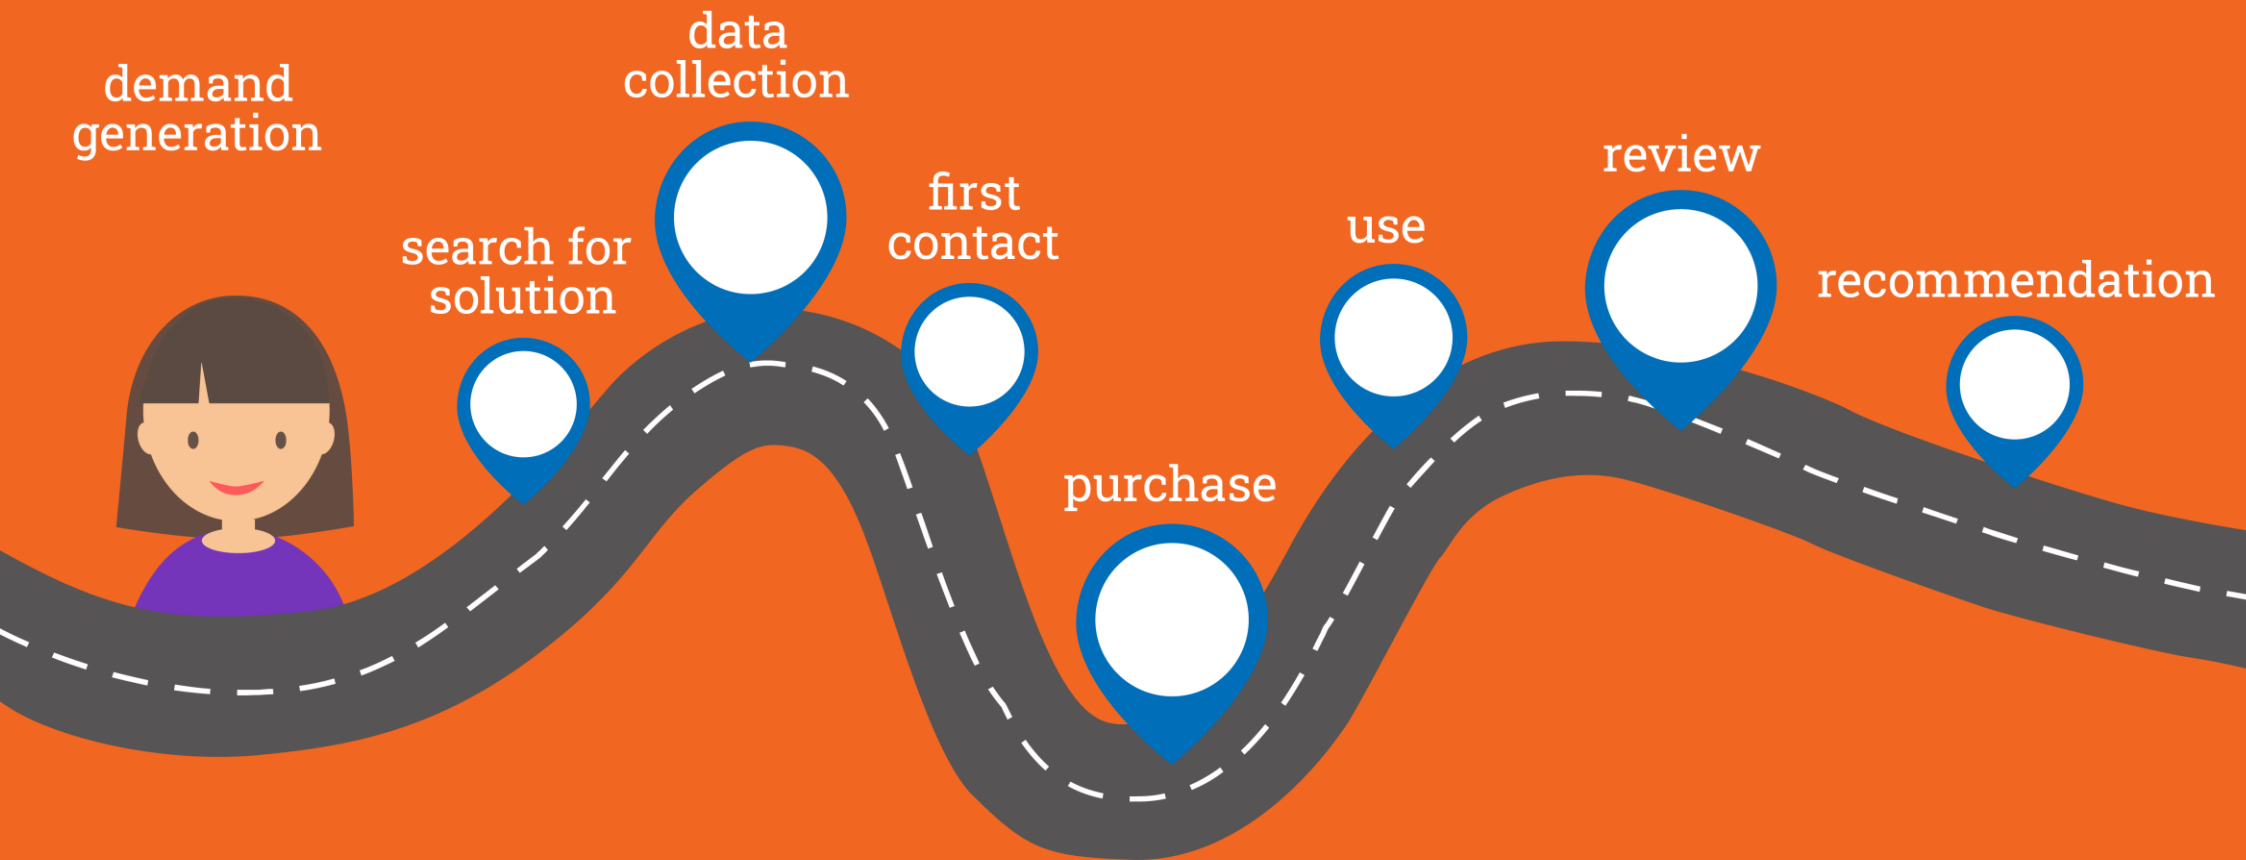 demand
generation
search for
solution
data
collection
first
contact
purchase
use
review
recommendation